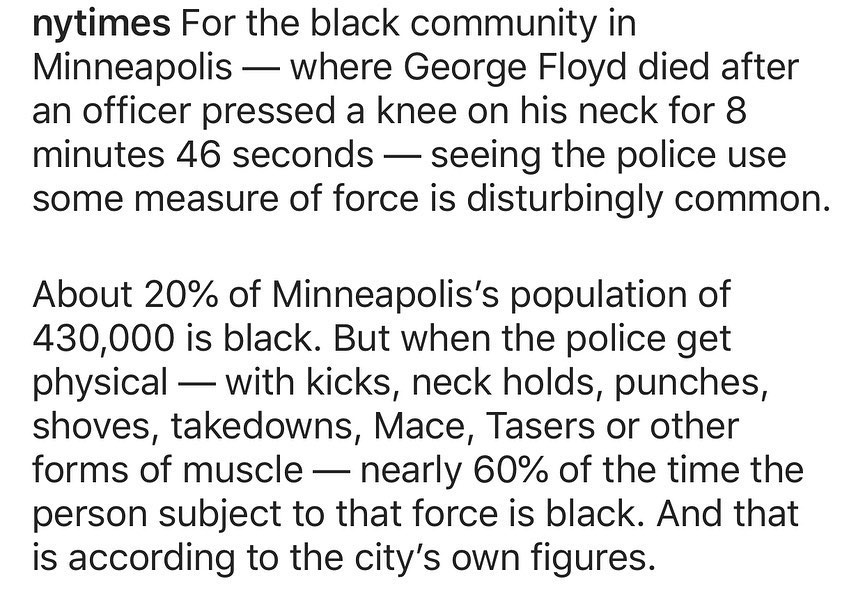 nytimes For the black community in
Minneapolis — where George Floyd died after
an officer pressed a knee on his neck for 8
minutes 46 seconds — seeing the police use
some measure of force is disturbingly common.
About 20% of Minneapolis’s population of
430,000 is black. But when the police get
physical — with kicks, neck holds, punches,
shoves, takedowns, Mace, Tasers or other
forms of muscle — nearly 60% of the time the
person subject to that force is black. And that
is according to the city’s own figures.